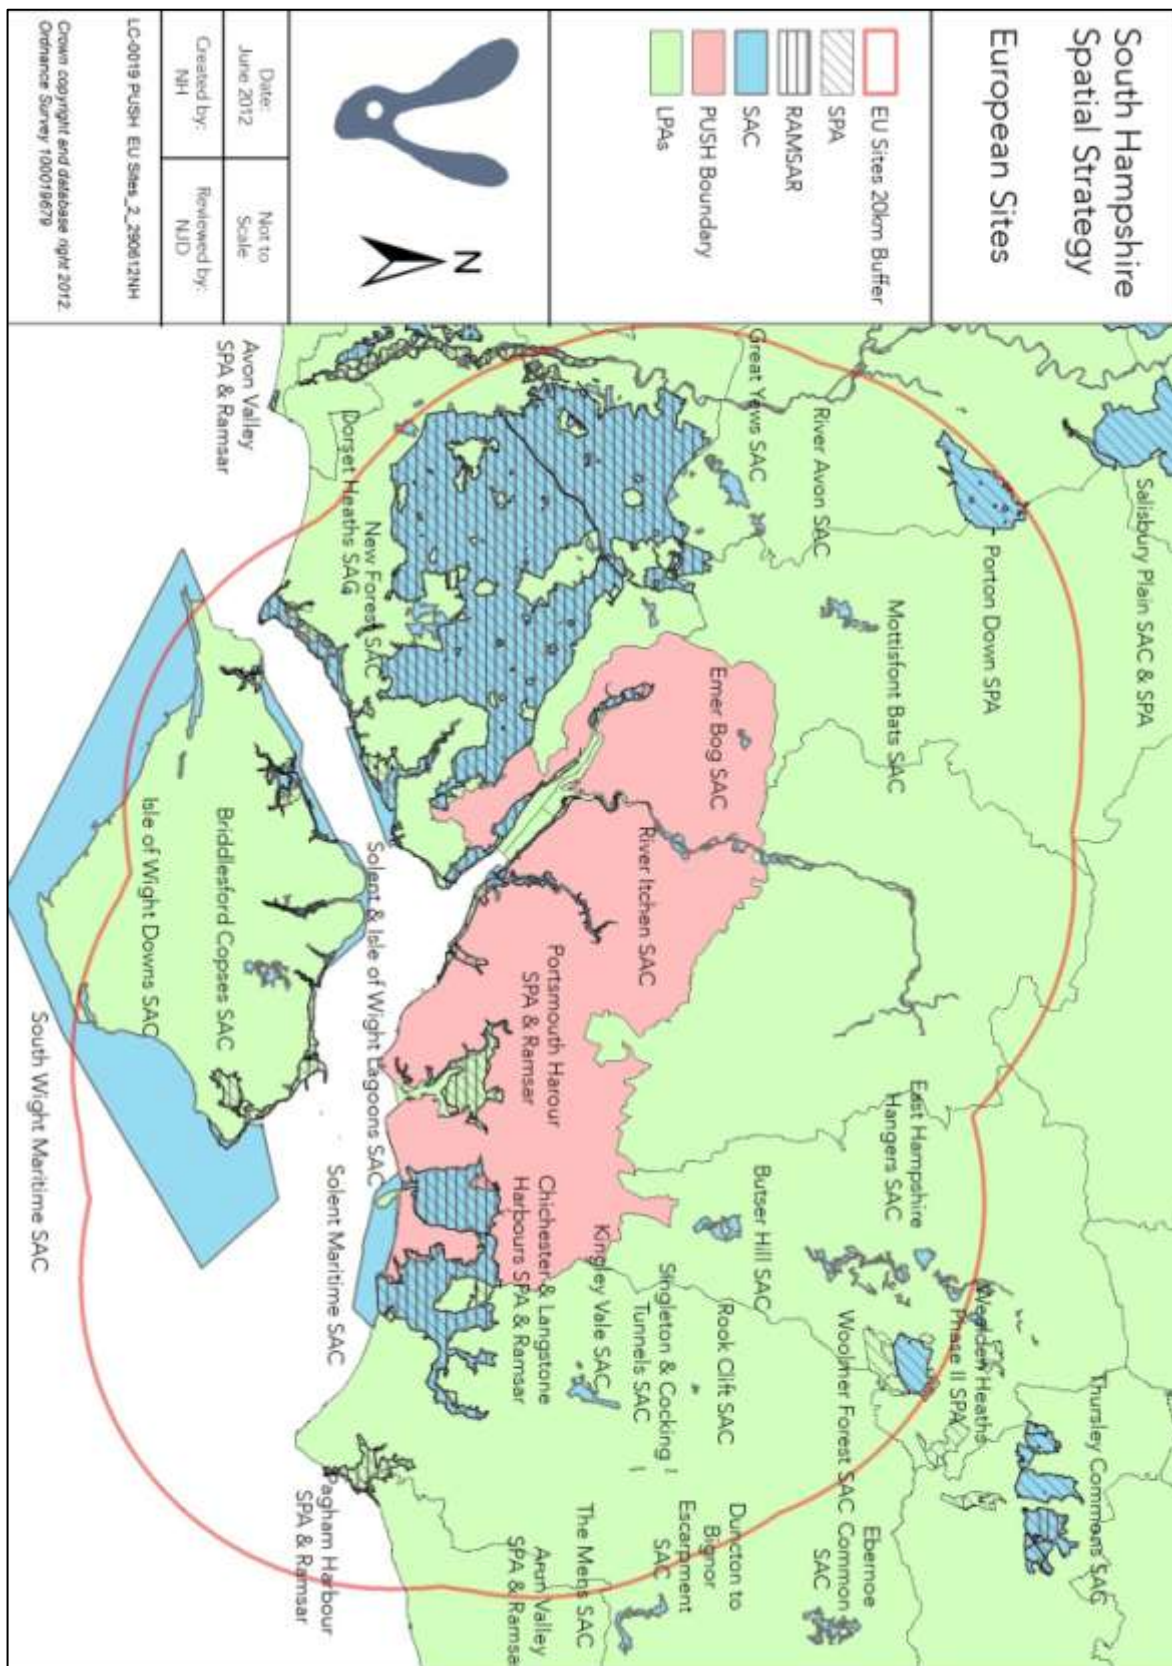 South Hampshire
Spatial Strategy
European Sites
EU Sites 20km Buffer
SPA
RAMSAR
SAC
PUSH Boundary
LPAs
N
Date:
June 2012
Not to
Scale
Created by:
NH
Reviewed by:
NJD
LC-0019 PUSH EU Sites_2_290612NH
Crown copyright and database right 2012.
Ordnance Survey 100019679
Salisbury Plain SAC & SPA
Porton Down SPA
Mottisfont Bats SAC
River Avon SAC
Great Yews SAC
Thursley Commons SAC
Wealden Heaths
Phase II SPA
East Hampshire
Hangers SAC
Woolmer Forest SAC
Ebernoe
Common
SAC
Butser Hill SAC
Rook Clift SAC
Duncton to
Bignor
Escarpment
SAC
Singleton & Cocking
Tunnels SAC
Kingley Vale SAC
The Mens SAC
Arun Valley
SPA & Ramsar
Emer Bog SAC
River Itchen SAC
Portsmouth Harour
SPA & Ramsar
Chichester & Langstone
Harbours SPA & Ramsar
New Forest SAC
Dorset Heaths SAC
Avon Valley
SPA & Ramsar
Solent & Isle of Wight Lagoons SAC
Solent Maritime SAC
Pagham Harbour
SPA & Ramsar
Briddlesford Copses SAC
Isle of Wight Downs SAC
South Wight Maritime SAC